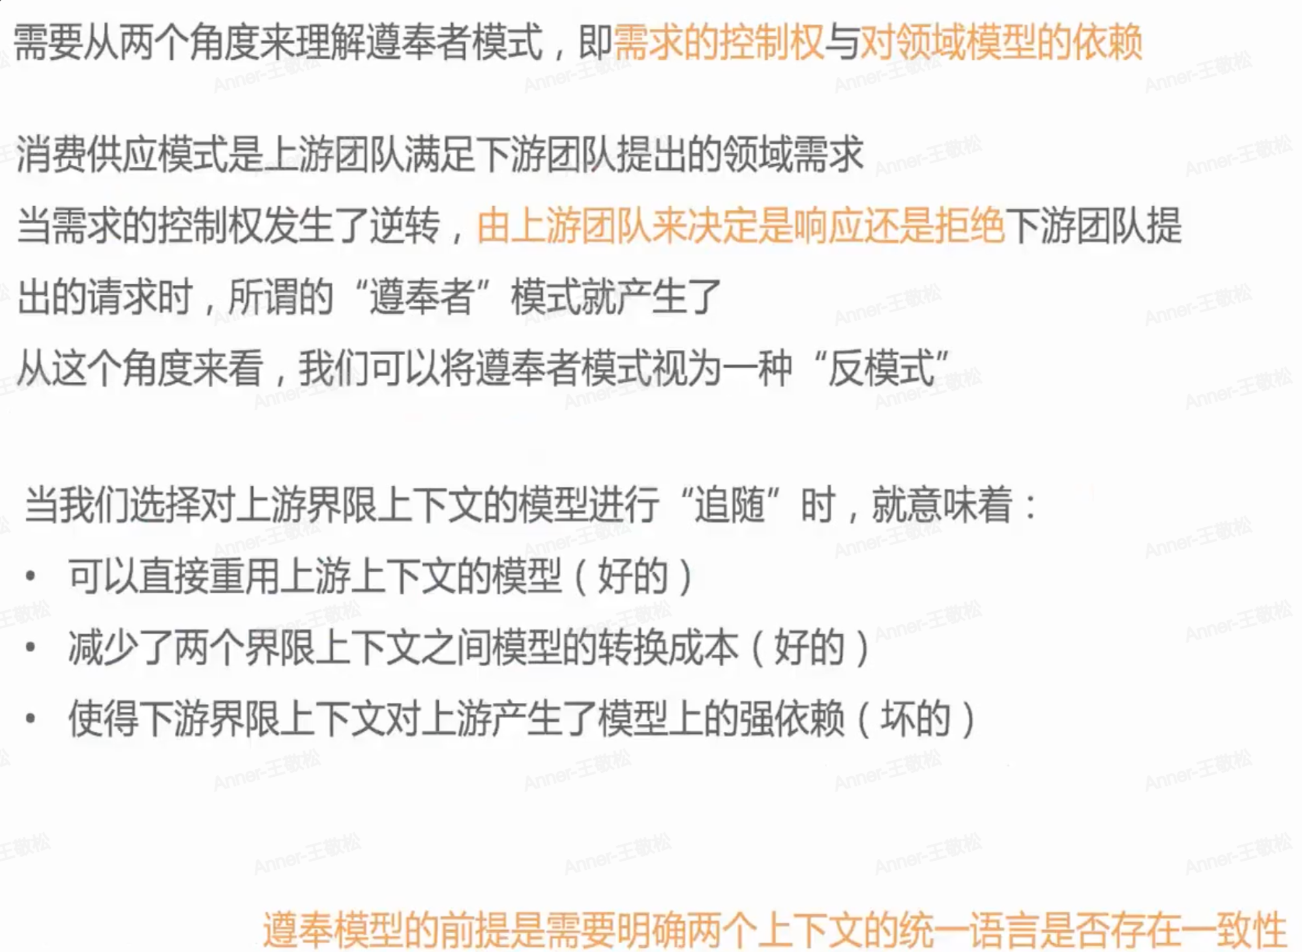 需要从两个角度来理解遵奉者模式，即需求的控制权与对领域模型的依赖
消费供应模式是上游团队满足下游团队提出的领域需求
当需求的控制权发生了逆转，由上游团队来决定是响应还是拒绝下游团队提
出的请求时，所谓的“遵奉者”模式就产生了
从这个角度来看，我们可以将遵奉者模式视为一种“反模式”
当我们选择对上游界限上下文的模型进行“追随”时，就意味着：
• 可以直接重用上游上下文的模型（好的）
• 减少了两个界限上下文之间模型的转换成本（好的）
• 使得下游界限上下文对上游产生了模型上的强依赖（坏的）
遵奉模型的前提是需要明确两个上下文的统一语言是否存在一致性
Anner-王敬松